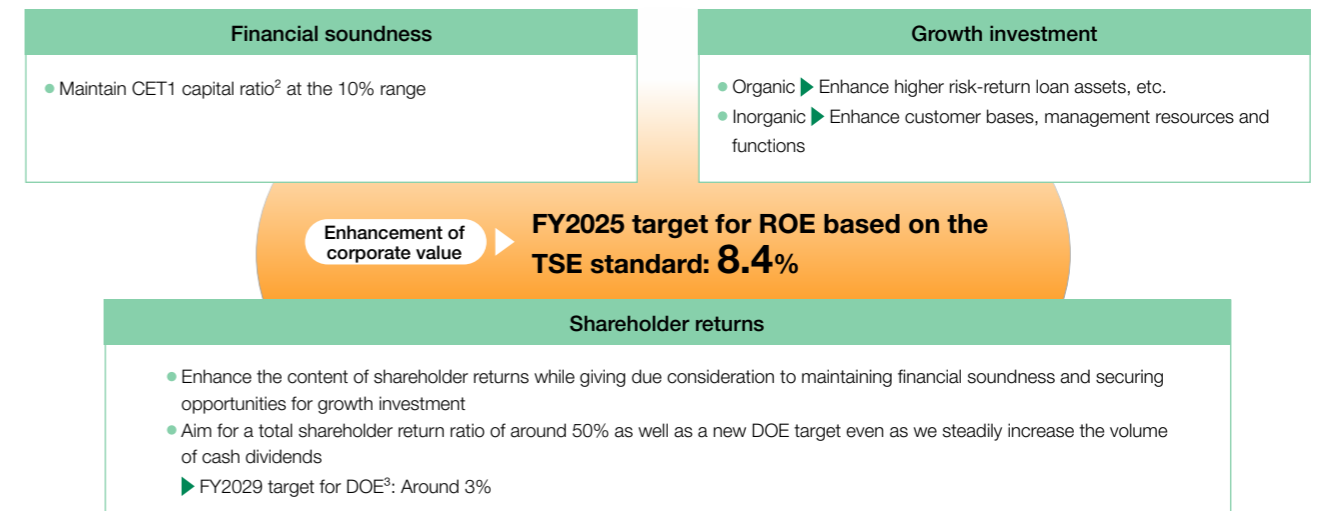 Financial soundness
● Maintain CET1 capital ratio² at the 10% range
Growth investment
● Organic ▶ Enhance higher risk-return loan assets, etc.
● Inorganic ▶ Enhance customer bases, management resources and
functions
Enhancement of
corporate value
FY2025 target for ROE based on the
TSE standard: 8.4%
Shareholder returns
● Enhance the content of shareholder returns while giving due consideration to maintaining financial soundness and securing
opportunities for growth investment
● Aim for a total shareholder return ratio of around 50% as well as a new DOE target even as we steadily increase the volume
of cash dividends
▶ FY2029 target for DOE³: Around 3%